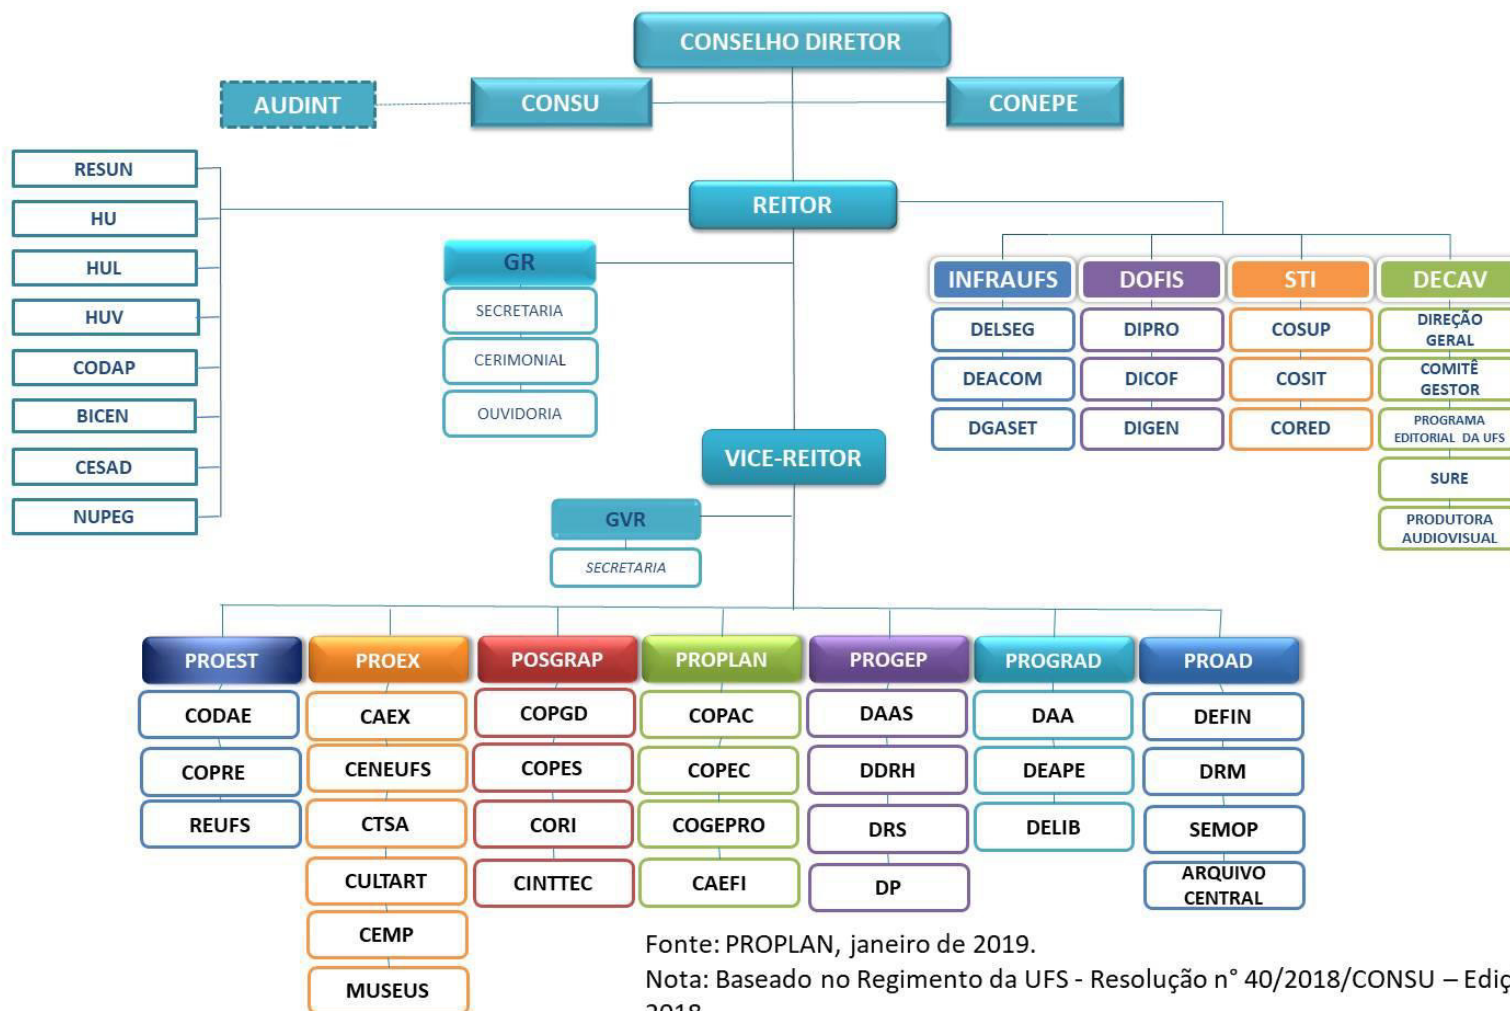 CONSELHO DIRETOR
AUDINT
CONSU
CONEPE
RESUN
HU
HUL
HUV
CODAP
BICEN
CESAD
NUPEG
REITOR
GR
SECRETARIA
CERIMONIAL
OUVIDORIA
INFRAUFS
DELSEG
DEACOM
DGASET
DOFIS
DIPRO
DICOF
DIGEN
STI
COSUP
COSIT
CORED
DECAV
DIREÇÃO
GERAL
COMITÊ
GESTOR
PROGRAMA
EDITORIAL DA UFS
SURE
PRODUTORA
AUDIOVISUAL
VICE-REITOR
GVR
SECRETARIA
PROEST
CODAE
COPRE
REUFS
PROEX
CAEX
CENEUFS
CTSA
CULTART
CEMP
MUSEUS
POSGRAP
COPGD
COPES
CORI
CINTTEC
PROPLAN
COPAC
COPEC
COGEPRO
CAEFI
PROGEP
DAAS
DDRH
DRS
DP
PROGRAD
DAA
DEAPE
DELIB
PROAD
DEFIN
DRM
SEMOP
ARQUIVO
CENTRAL
Fonte: PROPLAN, janeiro de 2019.
Nota: Baseado no Regimento da UFS - Resolução n° 40/2018/CONSU – Ediç
2018